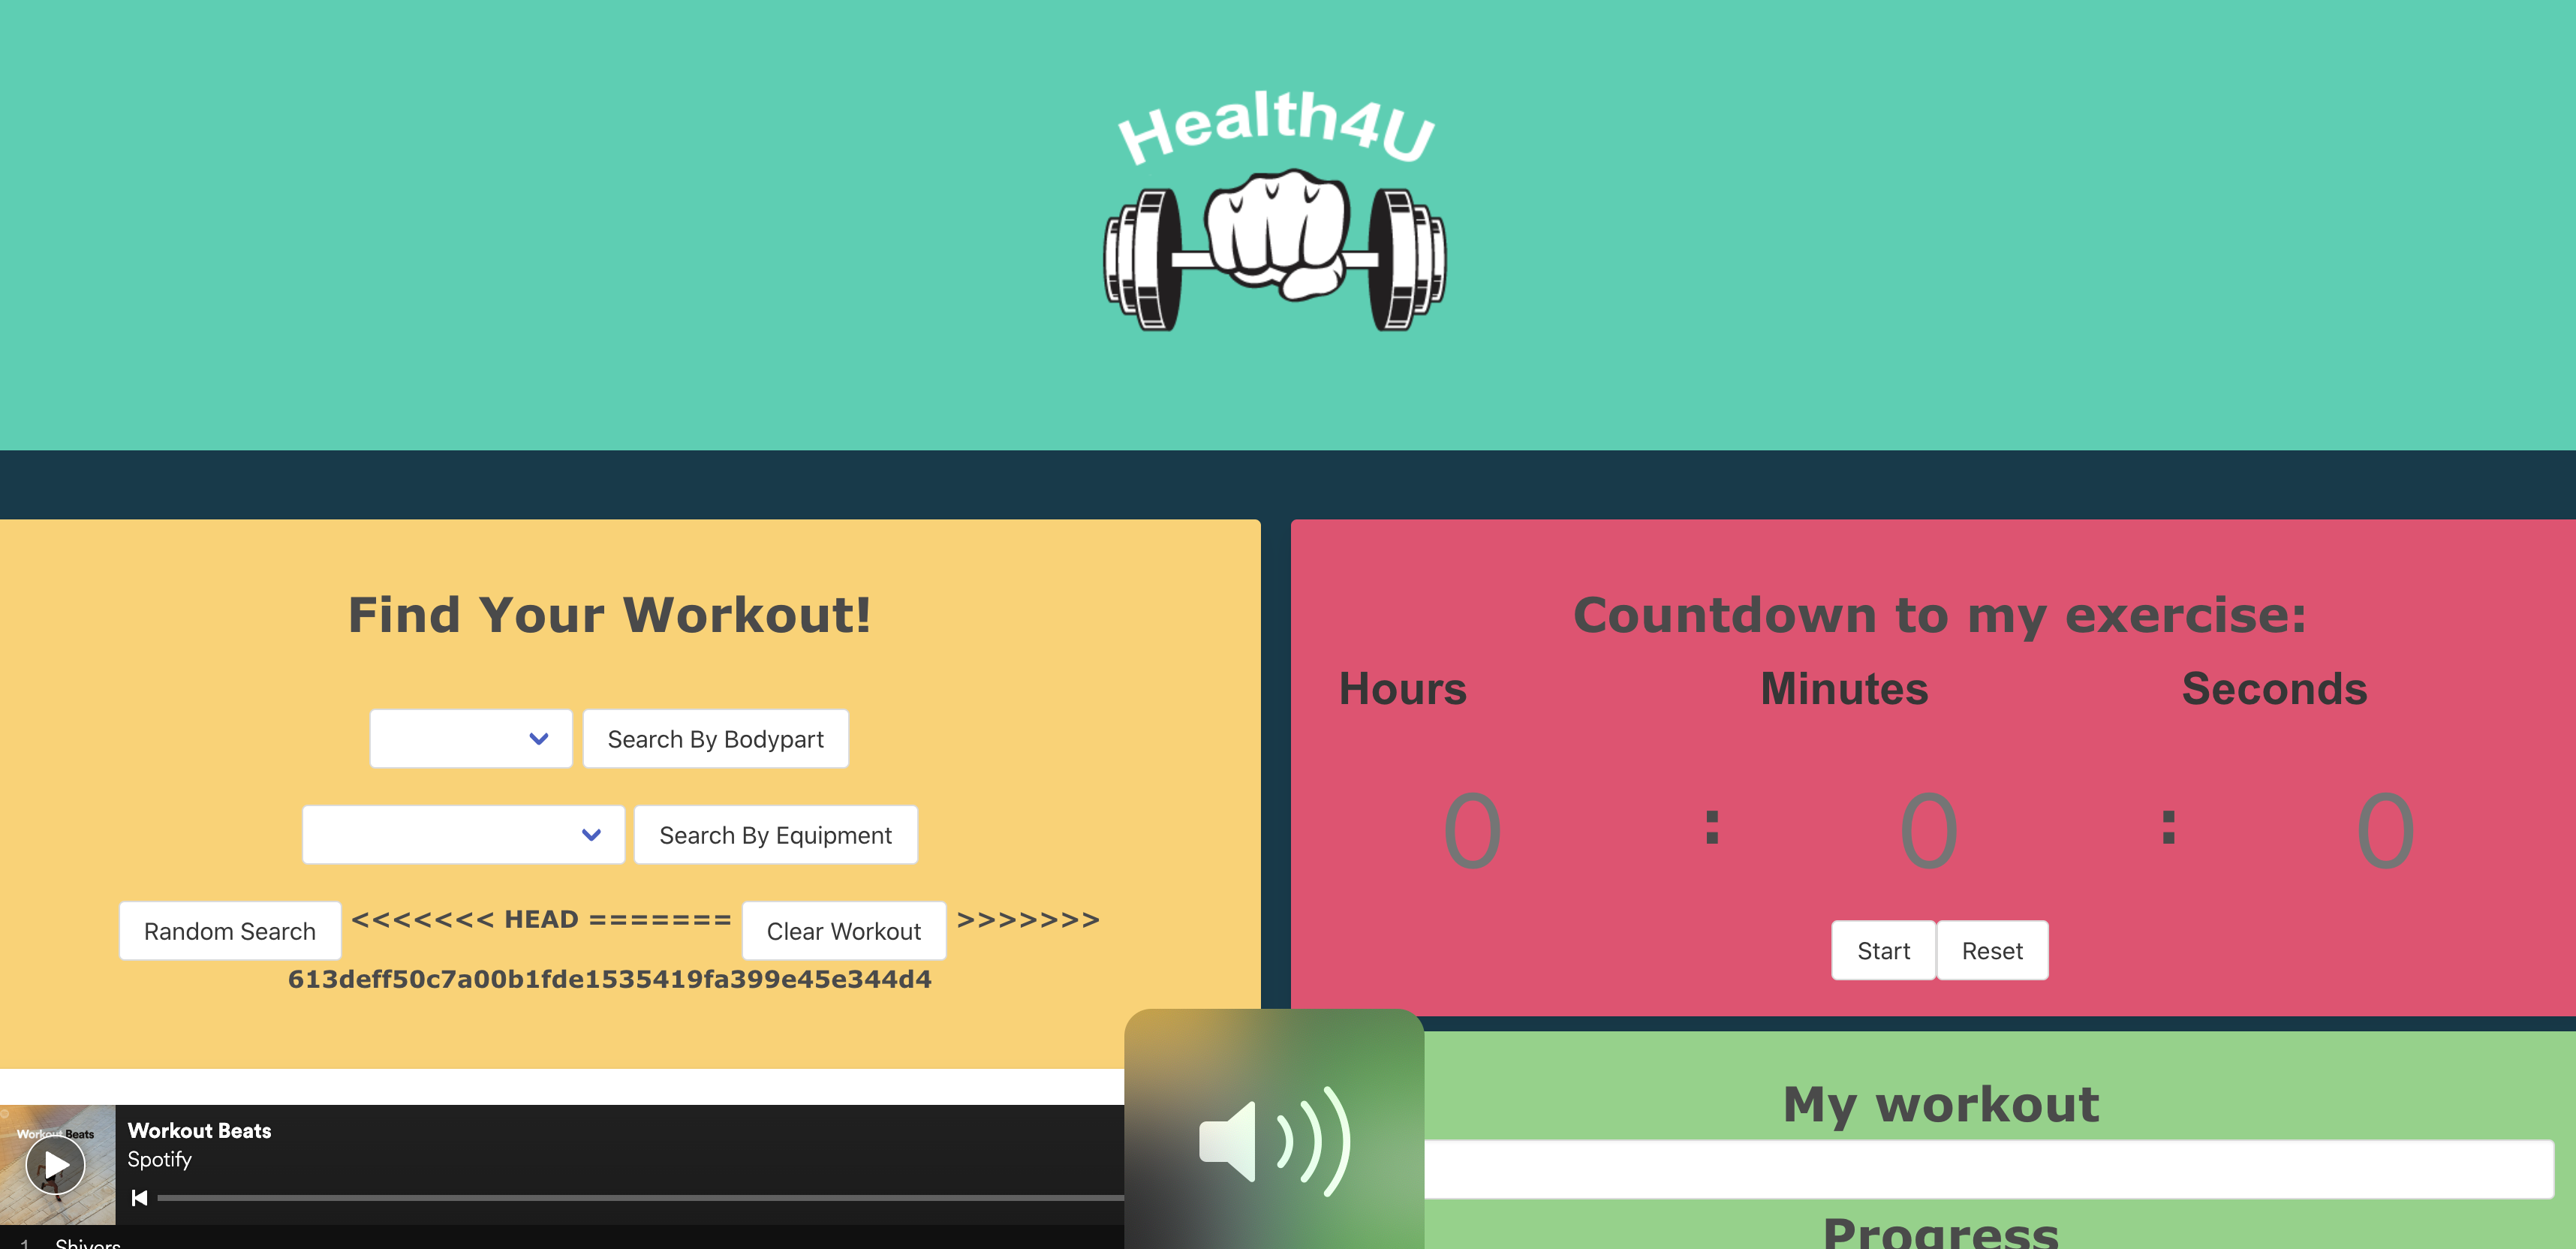 Health4U
Find Your Workout!
Search By Bodypart
Search By Equipment
Random Search <<<<<<< HEAD ======= Clear Workout >>>>>>>
613deff50c7a00b1fde1535419fa399e45e344d4
Countdown to my exercise:
Hours Minutes Seconds
0 : 0 : 0
Start Reset
Workout Beats
Workout Beats
Spotify
1 Shivers
My workout
Progress